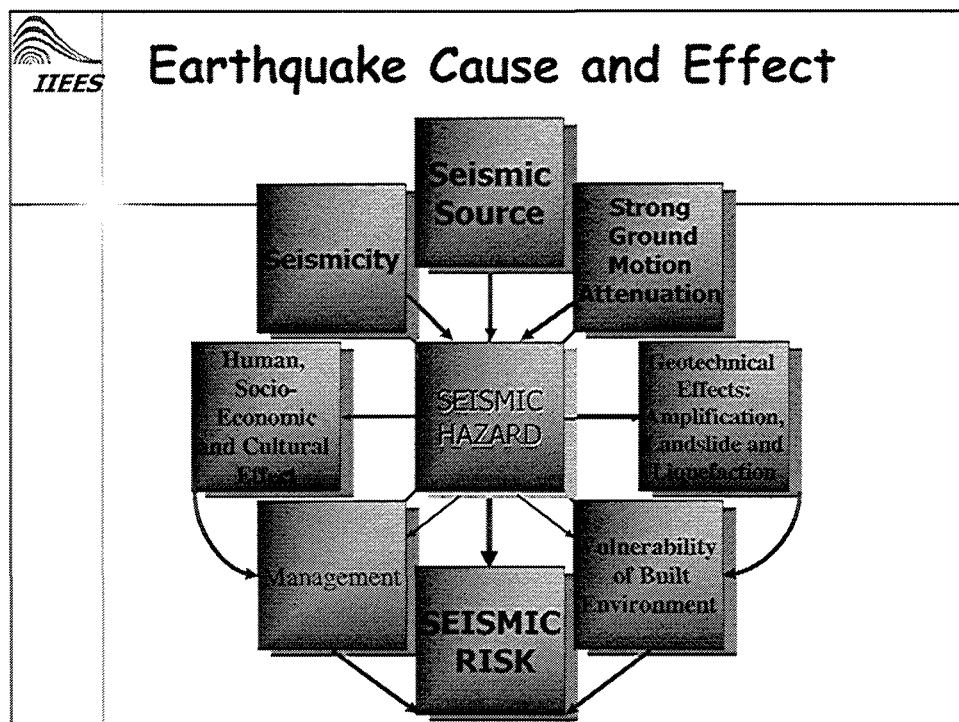 IIEES
Earthquake Cause and Effect
Seismic
Source
Seismicity
Strong
Ground
Motion
Attenuation
Human,
Socio-
Economic
and Cultural
Effect
SEISMIC
HAZARD
Geotechnical
Effects:
Amplification,
Landslide and
Liquefaction
Management
SEISMIC
RISK
Vulnerability
of Built
Environment